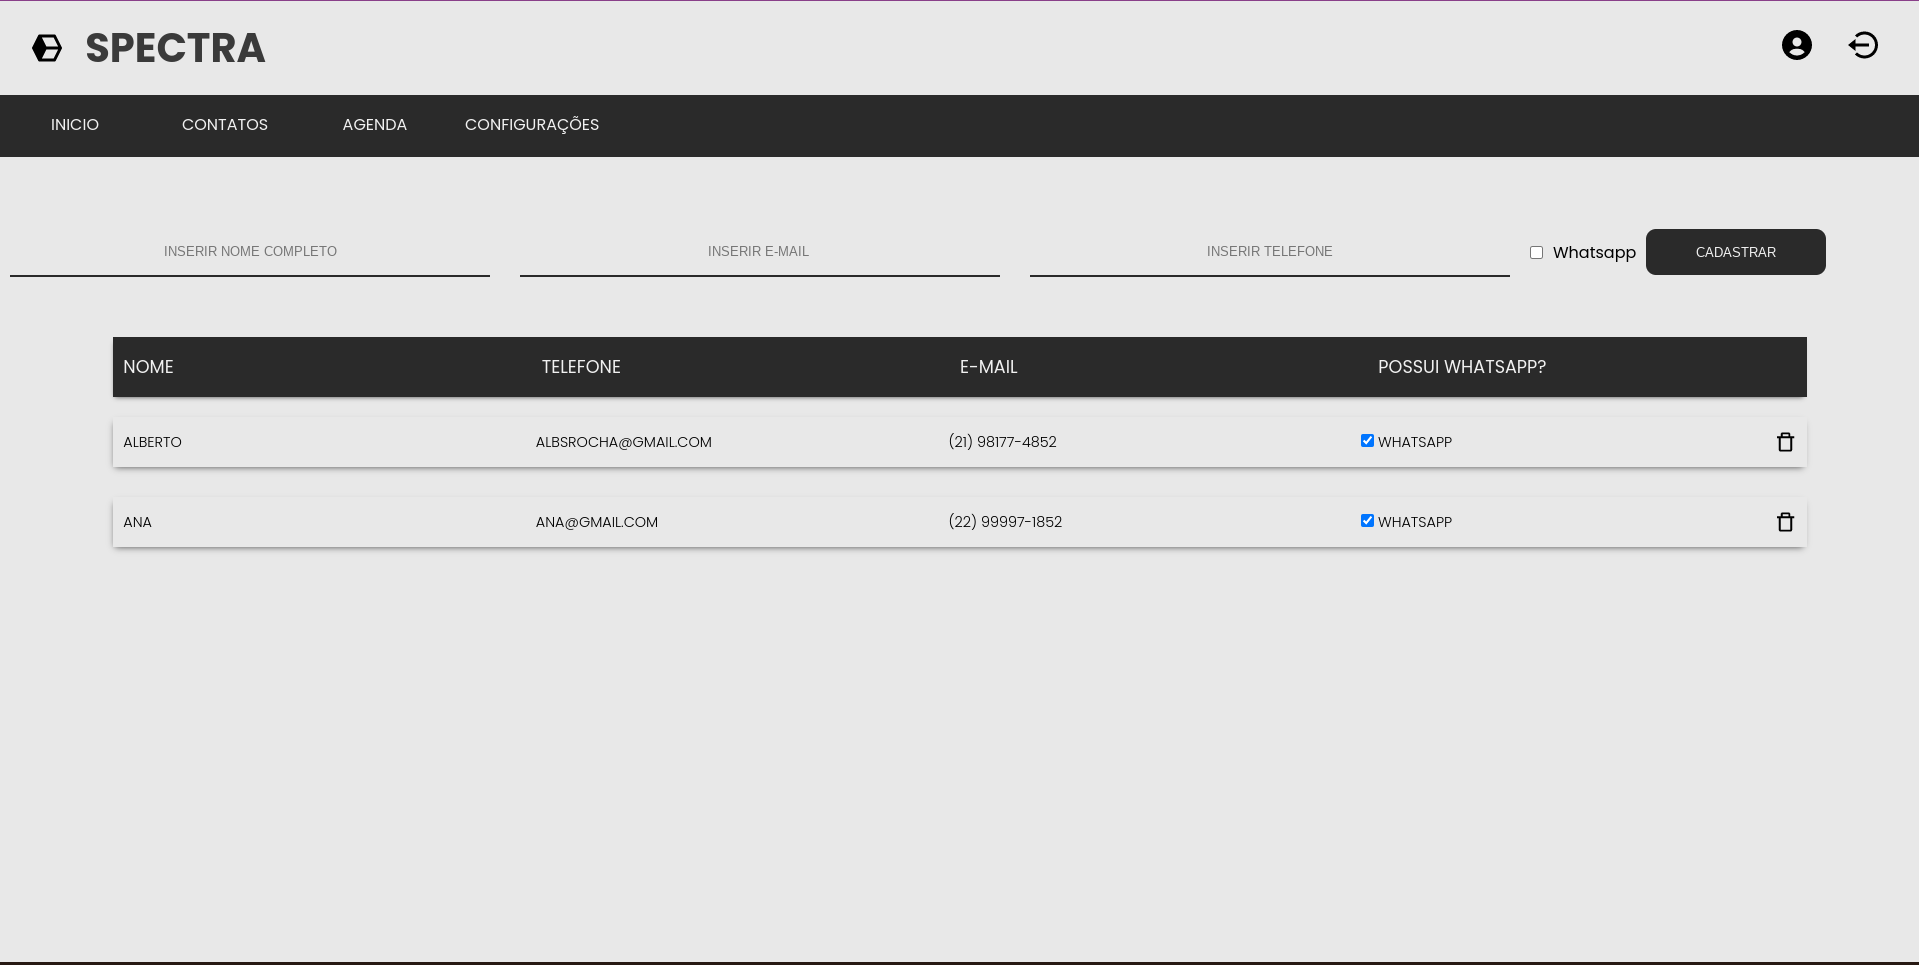 SPECTRA
INICIO CONTATOS AGENDA CONFIGURAÇÕES
INSERIR NOME COMPLETO INSERIR E-MAIL INSERIR TELEFONE Whatsapp CADASTRAR
NOME TELEFONE E-MAIL POSSUI WHATSAPP?
ALBERTO ALBSROCHA@GMAIL.COM (21) 98177-4852 WHATSAPP
ANA ANA@GMAIL.COM (22) 99997-1852 WHATSAPP